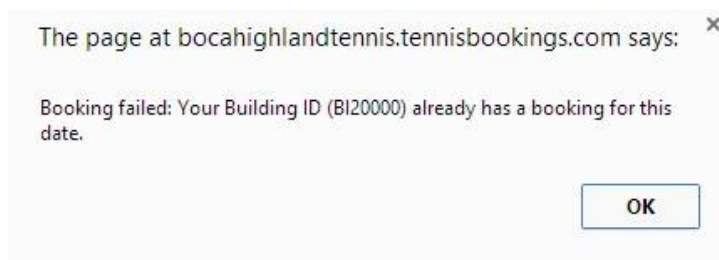 The page at bocahighlandtennis.tennisbookings.com says:
Booking failed: Your Building ID (BI20000) already has a booking for this
date.
OK